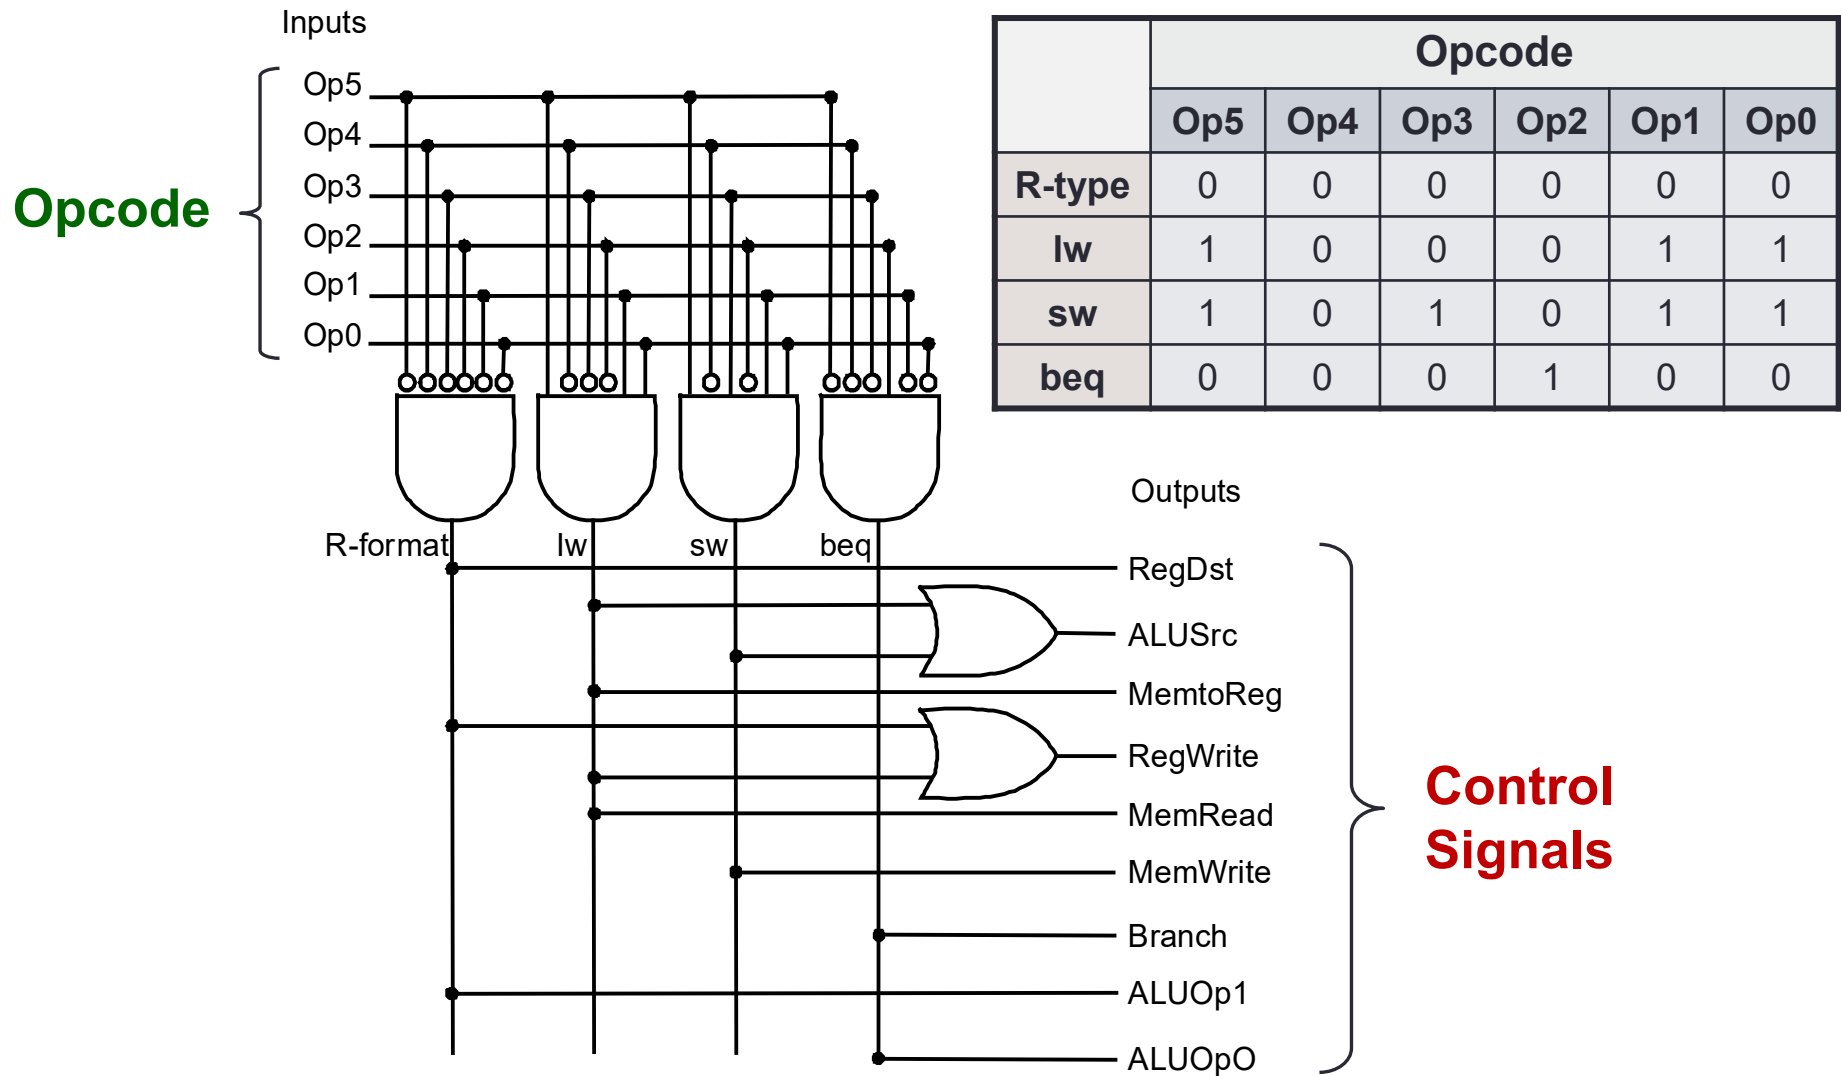 Inputs
Opcode
Op5
Op4
Op3
Op2
Op1
Op0
Opcode
Op5 Op4 Op3 Op2 Op1 Op0
R-type 0 0 0 0 0 0
lw 1 0 0 0 1 1
sw 1 0 1 0 1 1
beq 0 0 0 1 0 0
R-format lw sw beq
Outputs
RegDst
ALUSrc
MemtoReg
RegWrite
MemRead
MemWrite
Branch
ALUOp1
ALUOpO
Control
Signals